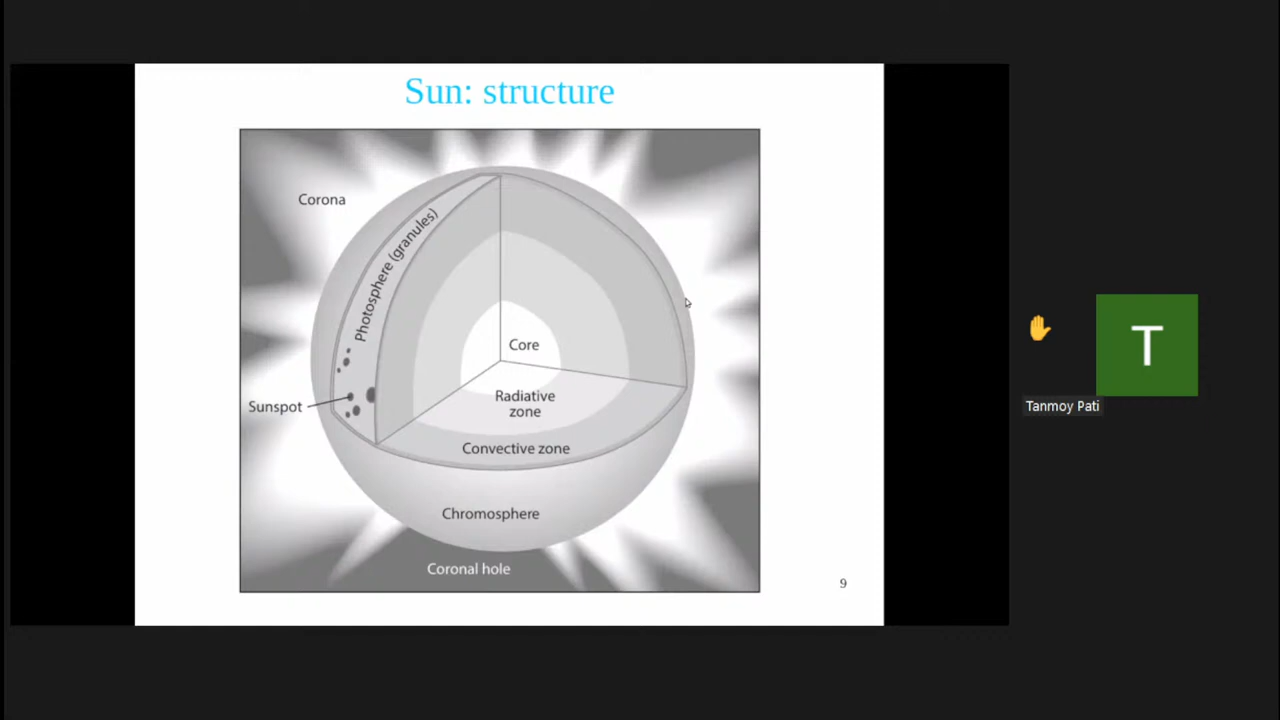 Sun: structure
Corona
Photosphere (granules)
Core
Radiative
zone
Sunspot
Convective zone
Chromosphere
Coronal hole
9
T
Tanmoy Pati